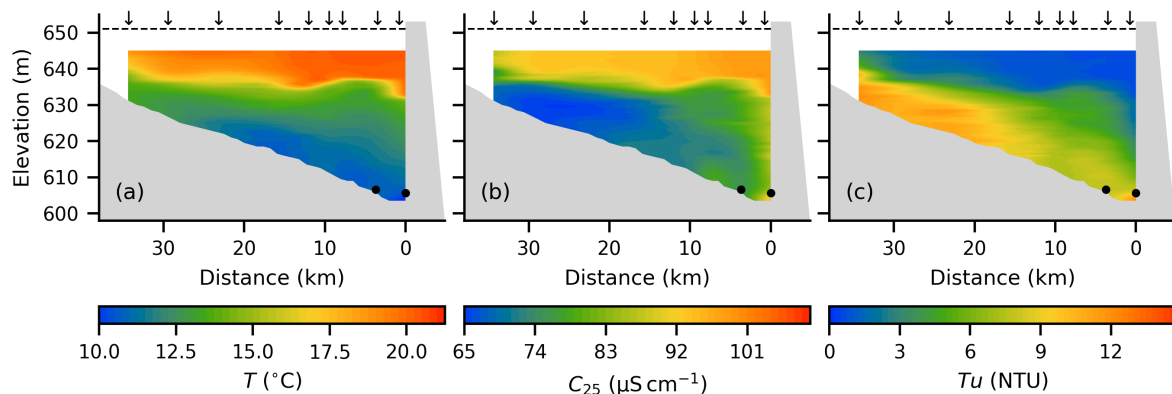 ↓ ↓ ↓ ↓ ↓ ↓ ↓ ↓ ↓ ↓ ↓ ↓ ↓ ↓ ↓ ↓ ↓ ↓ ↓ ↓ ↓ ↓ ↓ ↓
650
640
630
620
610
600
Elevation (m)
(a) (b) (c)
30 20 10 0 30 20 10 0 30 20 10 0
Distance (km) Distance (km) Distance (km)
10.0 12.5 15.0 17.5 20.0 65 74 83 92 101 0 3 6 9 12
T (°C) C₂₅ (µS cm⁻¹) Tu (NTU)